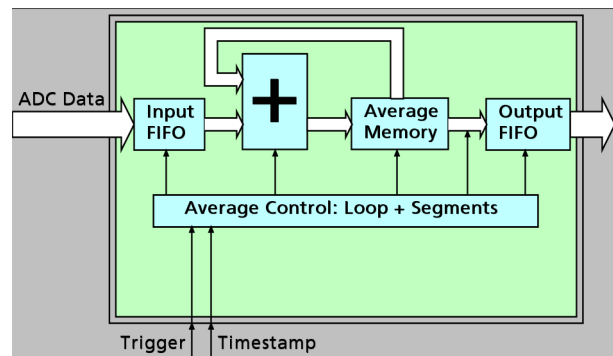 ADC Data
Input
FIFO
+
Average
Memory
Output
FIFO
Average Control: Loop + Segments
Trigger
Timestamp